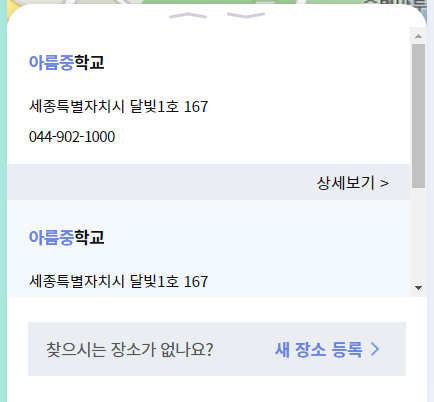 아름중학교
세종특별자치시 달빛1호 167
044-902-1000
상세보기 >
아름중학교
세종특별자치시 달빛1호 167
찾으시는 장소가 없나요?
새 장소 등록 >